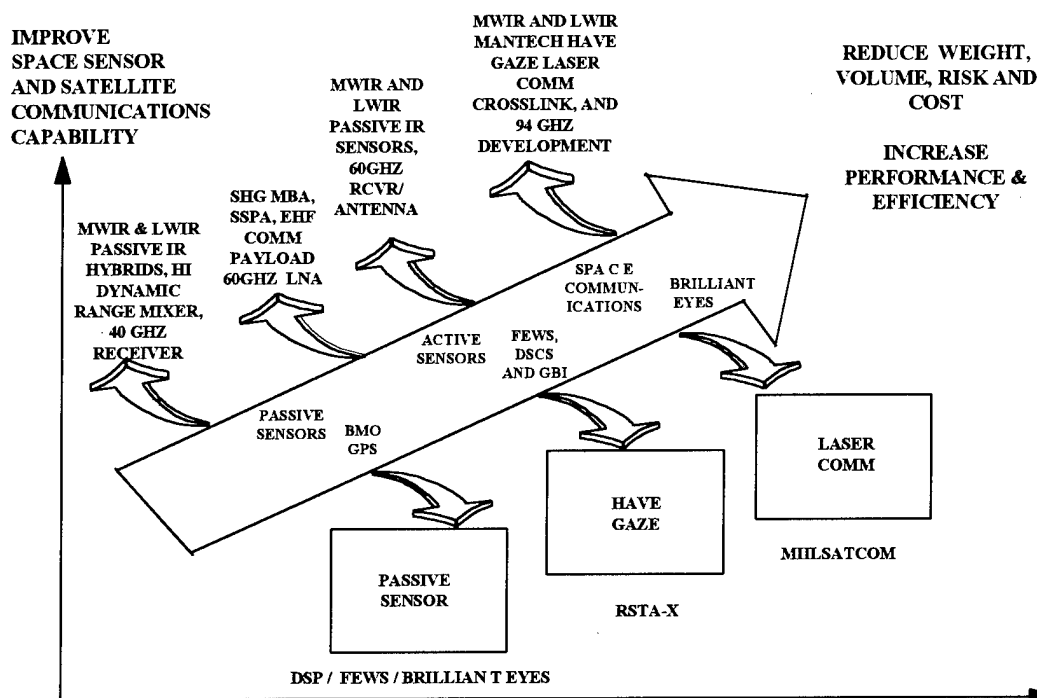 IMPROVE
SPACE SENSOR
AND SATELLITE
COMMUNICATIONS
CAPABILITY
MWIR & LWIR
PASSIVE IR
HYBRIDS, HI
DYNAMIC
RANGE MIXER,
40 GHZ
RECEIVER
SHG MBA,
SSPA, EHF
COMM
PAYLOAD
60GHZ LNA
MWIR AND
LWIR
PASSIVE IR
SENSORS,
60GHZ
RCVR/
ANTENNA
MWIR AND LWIR
MANTECH HAVE
GAZE LASER
COMM
CROSSLINK, AND
94 GHZ
DEVELOPMENT
REDUCE WEIGHT,
VOLUME, RISK AND
COST
INCREASE
PERFORMANCE &
EFFICIENCY
PASSIVE
SENSORS
BMO
GPS
ACTIVE
SENSORS
FEWS,
DSCS
AND GBI
SPA C E
COMMUN-
ICATIONS
BRILLIANT
EYES
PASSIVE
SENSOR
DSP / FEWS / BRILLIAN T EYES
HAVE
GAZE
RSTA-X
LASER
COMM
MIILSATCOM